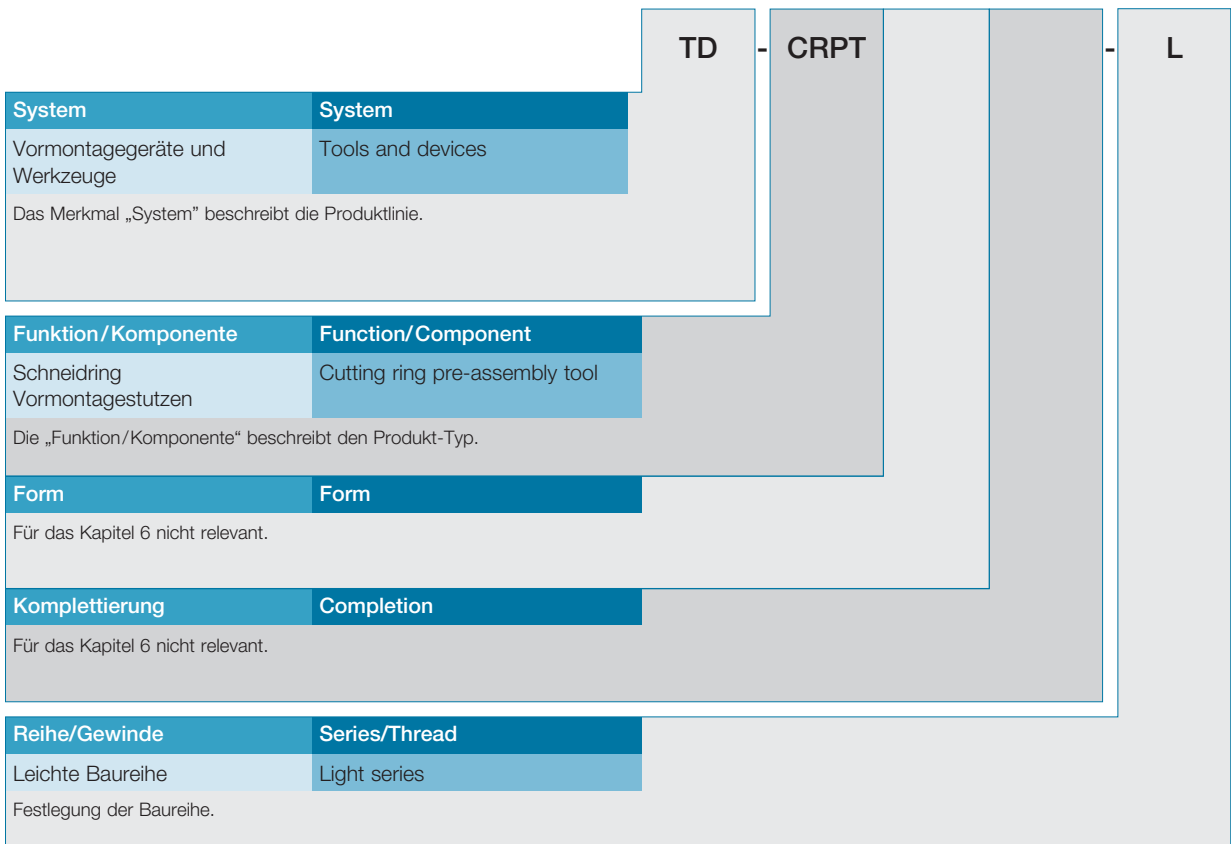 TD - CRPT - L
System System
Vormontagegeräte und Tools and devices
Werkzeuge
Das Merkmal „System” beschreibt die Produktlinie.
Funktion/Komponente Function/Component
Schneidring Cutting ring pre-assembly tool
Vormontagestutzen
Die „Funktion/Komponente“ beschreibt den Produkt-Typ.
Form Form
Für das Kapitel 6 nicht relevant.
Komplettierung Completion
Für das Kapitel 6 nicht relevant.
Reihe/Gewinde Series/Thread
Leichte Baureihe Light series
Festlegung der Baureihe.